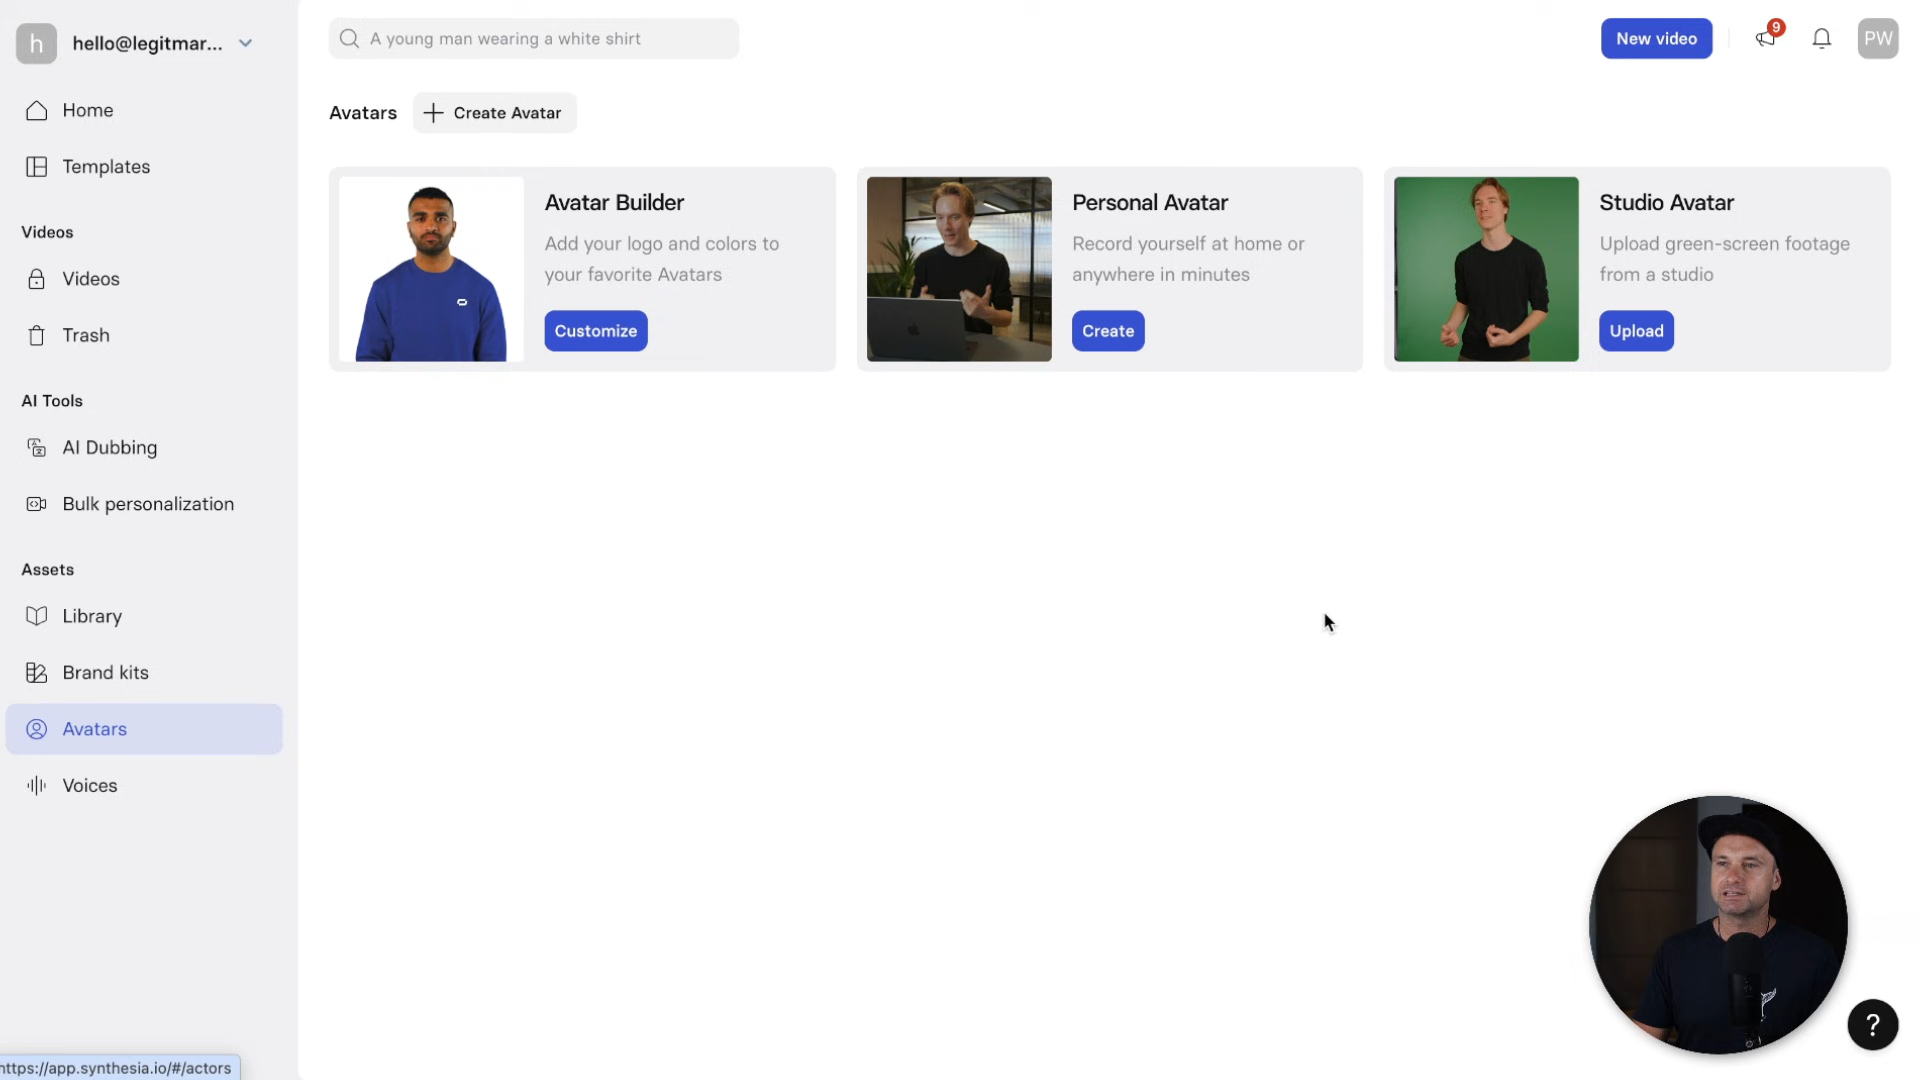 h hello@legitmar...
A young man wearing a white shirt
New video
9
PW
Home
Templates
Videos
Videos
Trash
AI Tools
AI Dubbing
Bulk personalization
Assets
Library
Brand kits
Avatars
Voices
Avatars
Create Avatar
Avatar Builder
Add your logo and colors to
your favorite Avatars
Customize
Personal Avatar
Record yourself at home or
anywhere in minutes
Create
Studio Avatar
Upload green-screen footage
from a studio
Upload
?
https://app.synthesia.io/#/actors